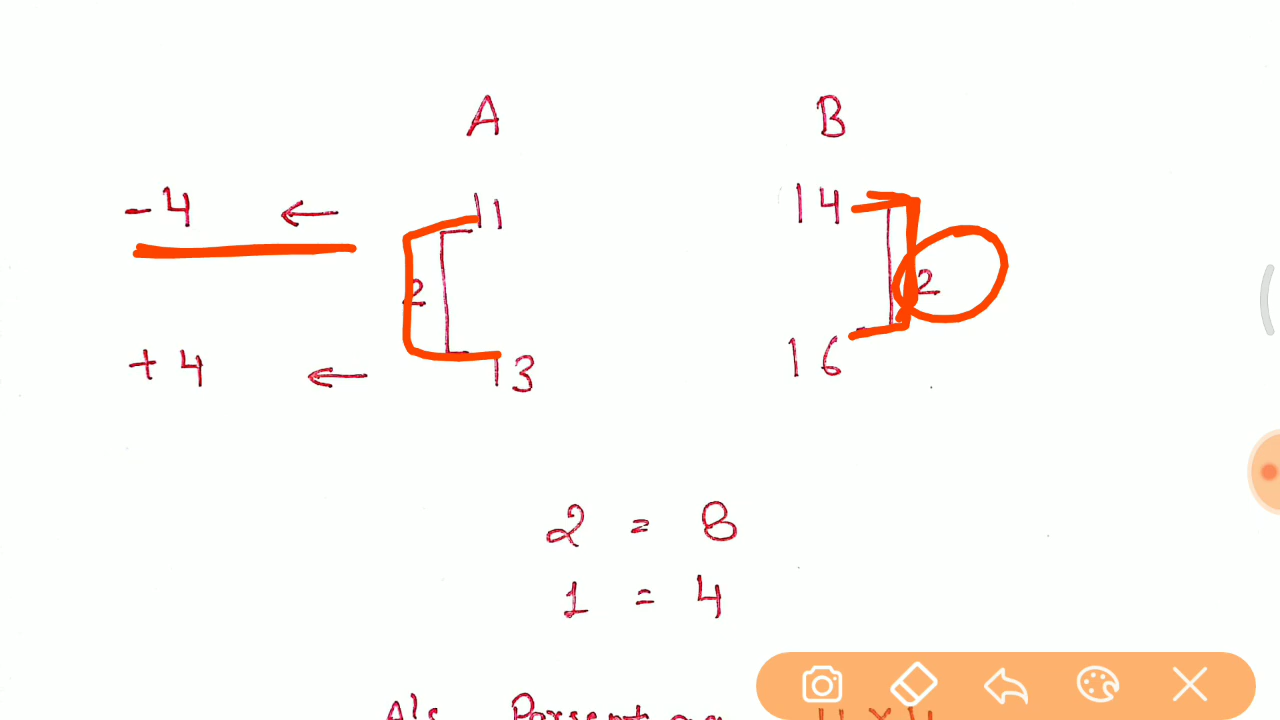 A B
-4 ← 11 14
2 2
+4 ← 13 16
2 = 8
1 = 4
A's